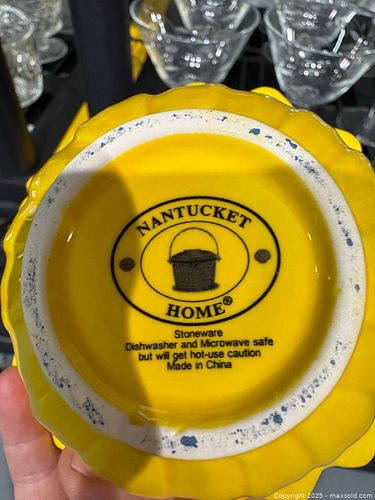 NANTUCKET
HOME®
Stoneware
Dishwasher and Microwave safe
but will get hot-use caution
Made in China
Copyright © 2025 - maxsold.com